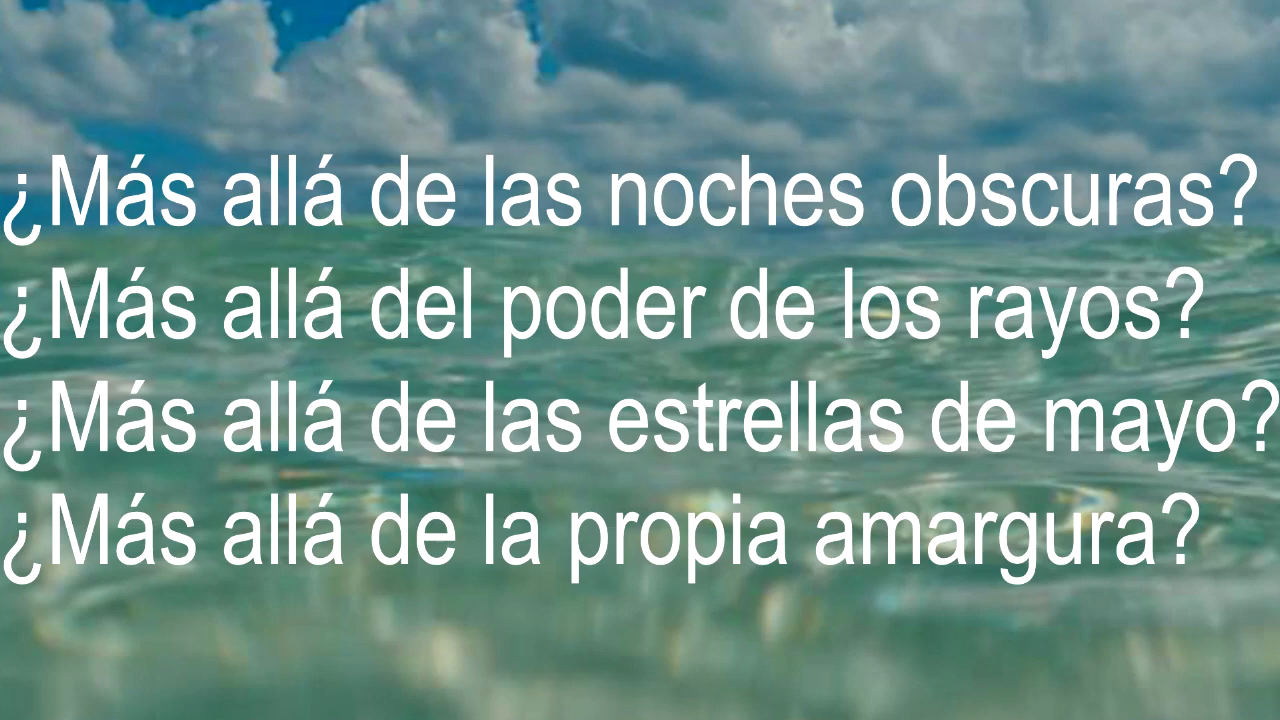 ¿Más allá de las noches obscuras?
¿Más allá del poder de los rayos?
¿Más allá de las estrellas de mayo?
¿Más allá de la propia amargura?